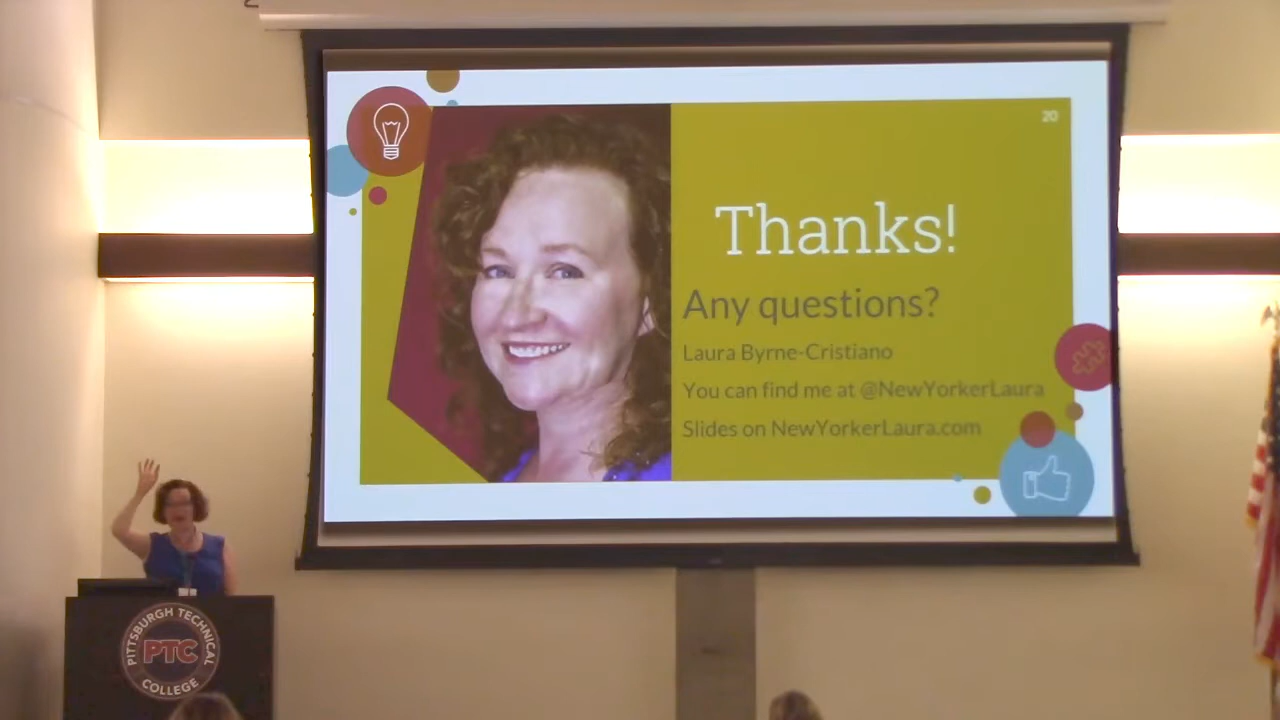 20
Thanks!
Any questions?
Laura Byrne-Cristiano
You can find me at @NewYorkerLaura
Slides on NewYorkerLaura.com
PITTSBURGH TECHNICAL
PTC
COLLEGE